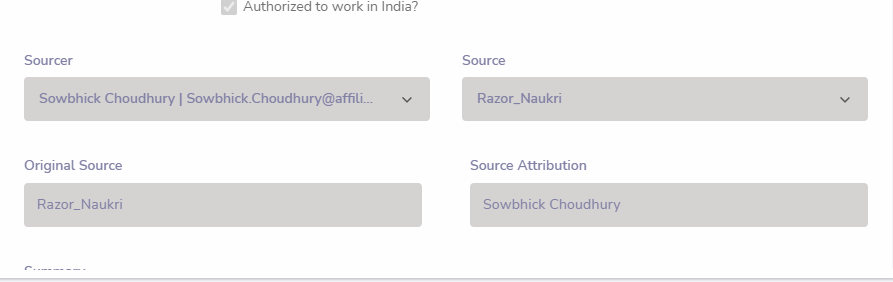 Authorized to work in India?
Sourcer
Source
Sowbhick Choudhury | Sowbhick.Choudhury@affili...
Razor_Naukri
Original Source
Source Attribution
Razor_Naukri
Sowbhick Choudhury
Summary